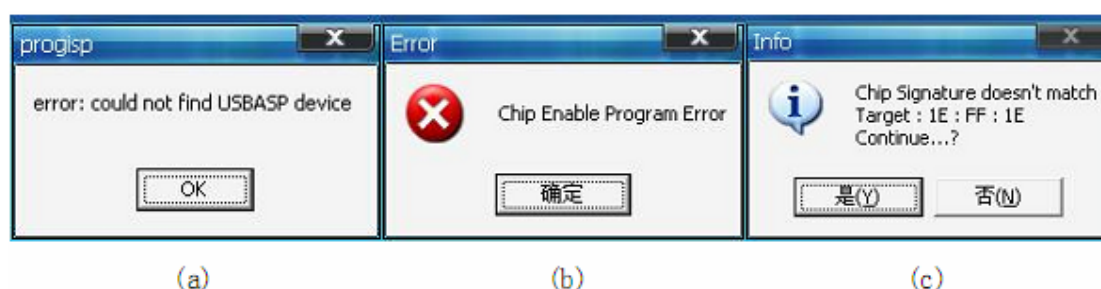 progisp
error: could not find USBASP device
OK
(a)
Error
Chip Enable Program Error
确定
(b)
Info
Chip Signature doesn't match
Target : 1E : FF : 1E
Continue...?
是(Y)
否(N)
(c)